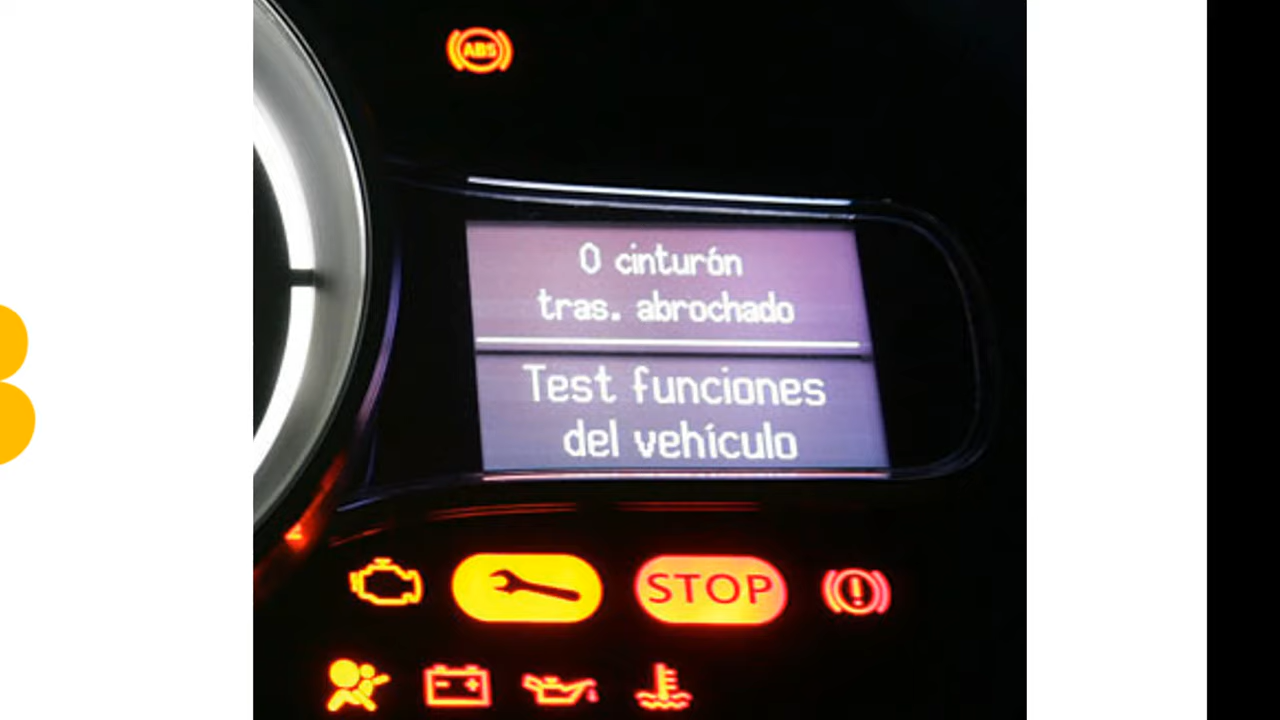 ABS
0 cinturón
tras. abrochado
Test funciones
del vehículo
STOP